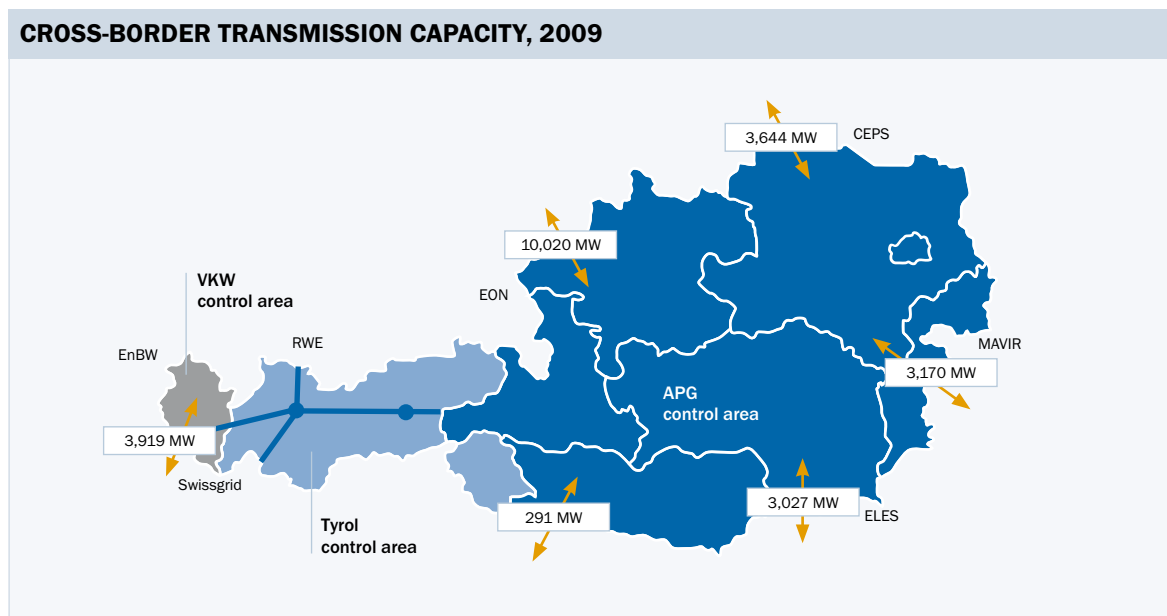 CROSS-BORDER TRANSMISSION CAPACITY, 2009
3,644 MW
CEPS
10,020 MW
VKW
control area
EON
EnBW
RWE
MAVIR
3,170 MW
APG
control area
3,919 MW
Swissgrid
3,027 MW
291 MW
ELES
Tyrol
control area